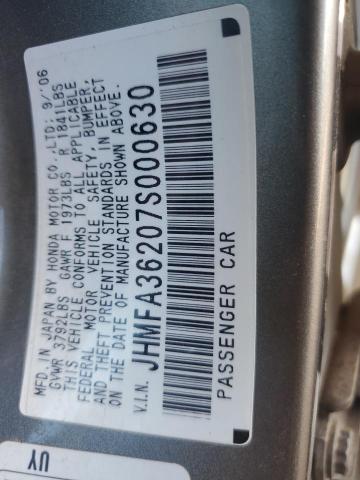 MFD. IN JAPAN BY HONDA MOTOR CO.,LTD; 9/'06
GVWR 3792LBS GAWR F 1973LBS R 1841LBS
THIS VEHICLE CONFORMS TO ALL APPLICABLE
FEDERAL MOTOR VEHICLE SAFETY, BUMPER,
AND THEFT PREVENTION STANDARDS IN EFFECT
ON THE DATE OF MANUFACTURE SHOWN ABOVE.
V.I.N. JHMFA36207S000630
PASSENGER CAR
UY